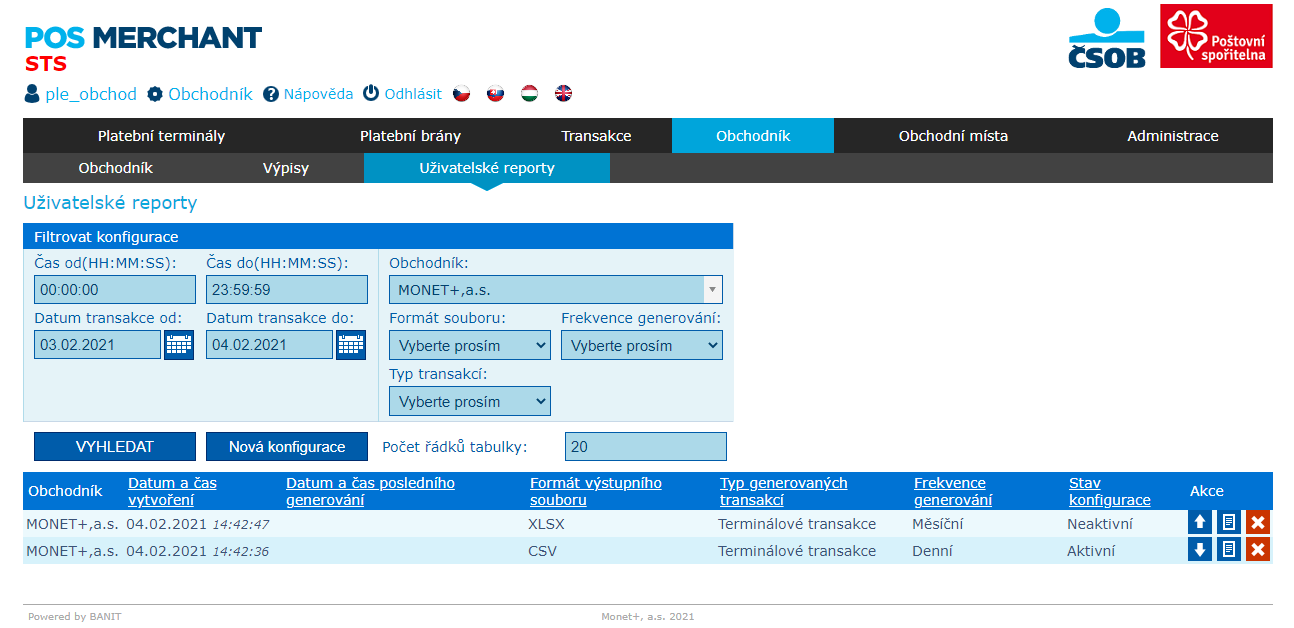 POS MERCHANT
STS
ČSOB
Poštovní
spořitelna
ple_obchod Obchodník Nápověda Odhlásit
Platební terminály Platební brány Transakce Obchodník Obchodní místa Administrace
Obchodník Výpisy Uživatelské reporty
Uživatelské reporty
Filtrovat konfigurace
Čas od(HH:MM:SS): Čas do(HH:MM:SS): Obchodník:
00:00:00 23:59:59 MONET+,a.s.
Datum transakce od: Datum transakce do: Formát souboru: Frekvence generování:
03.02.2021 04.02.2021 Vyberte prosím Vyberte prosím
Typ transakcí:
Vyberte prosím
VYHLEDAT Nová konfigurace Počet řádků tabulky: 20
Obchodník Datum a čas vytvoření Datum a čas posledního generování Formát výstupního souboru Typ generovaných transakcí Frekvence generování Stav konfigurace Akce
MONET+,a.s. 04.02.2021 14:42:47 XLSX Terminálové transakce Měsíční Neaktivní
MONET+,a.s. 04.02.2021 14:42:36 CSV Terminálové transakce Denní Aktivní
Powered by BANIT Monet+, a.s. 2021